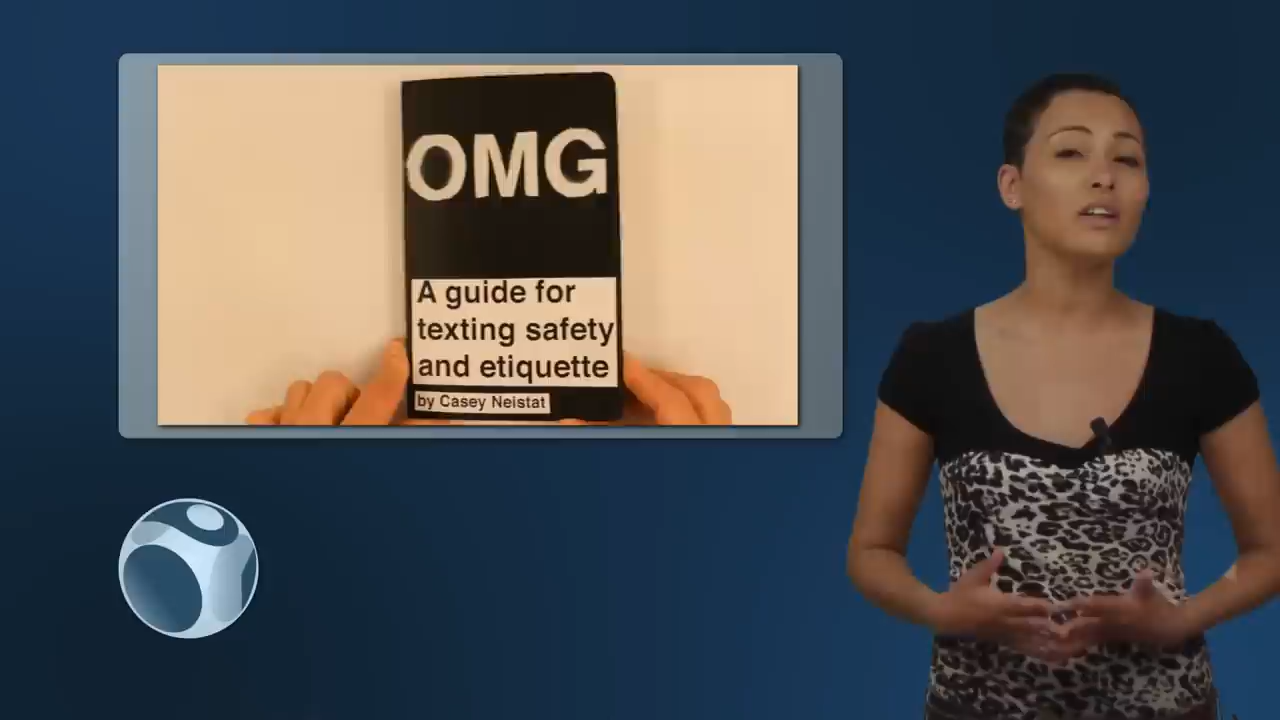 OMG
A guide for
texting safety
and etiquette
by Casey Neistat